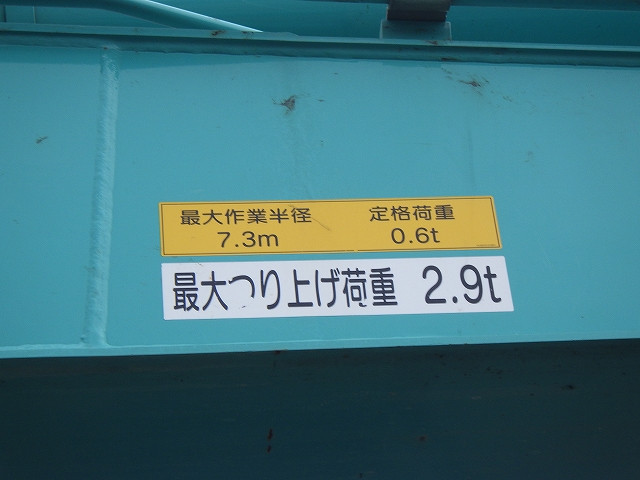 最大作業半径 定格荷重
7.3m 0.6t
最大つり上げ荷重 2.9t